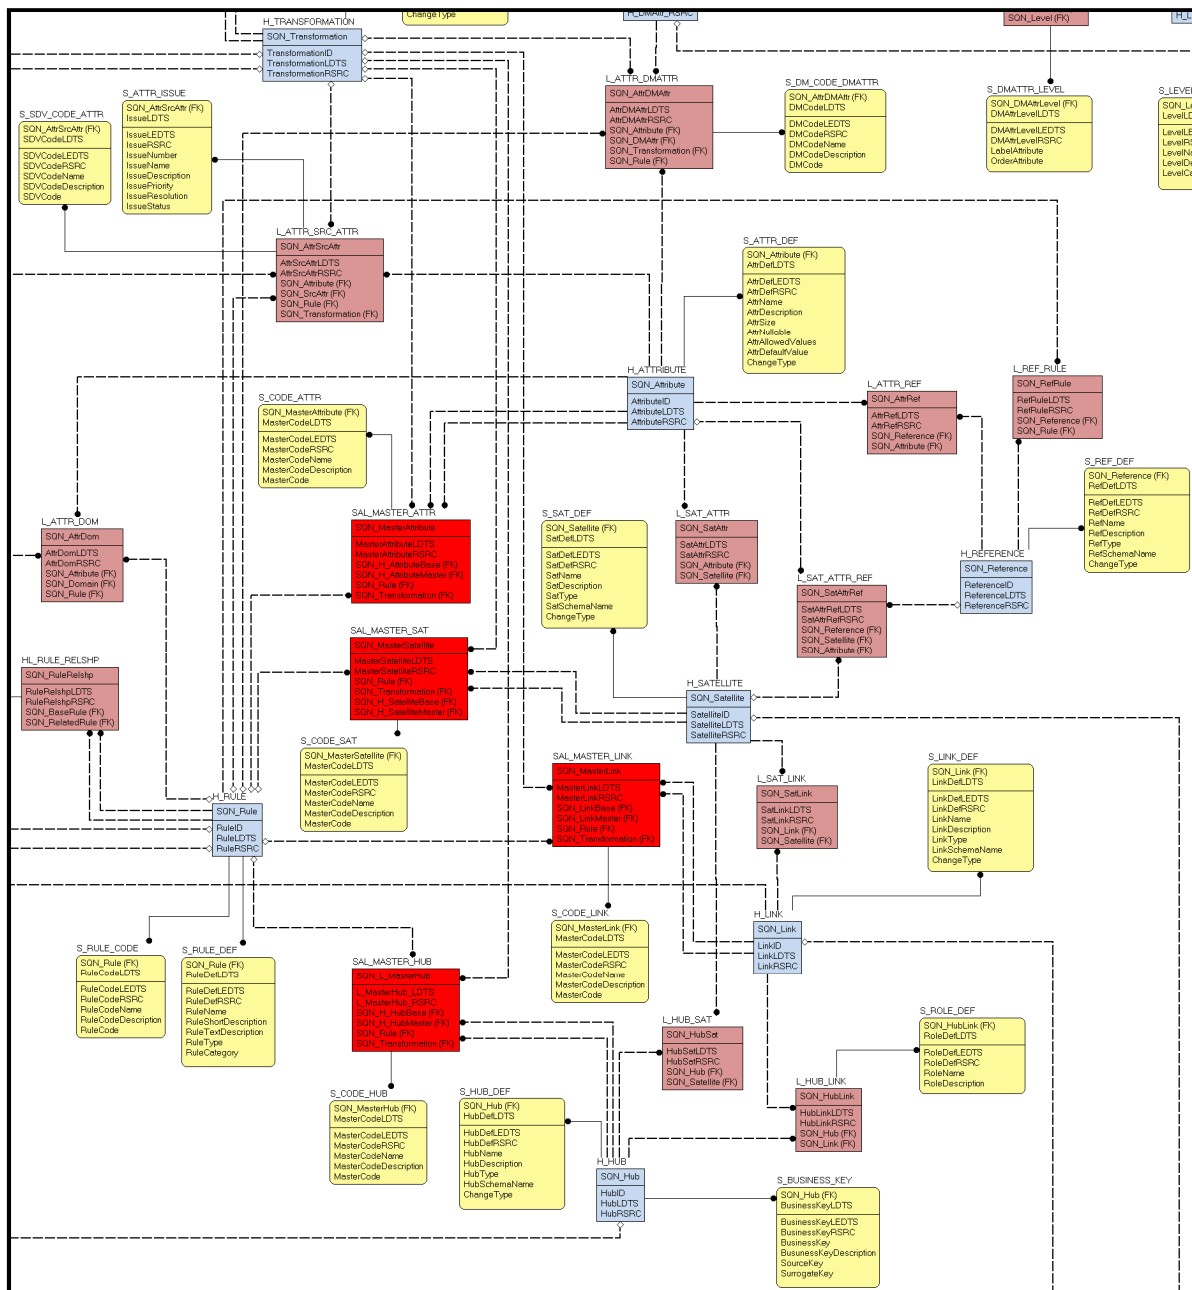 ChangeType
H_DMAttr_RSRC
SQN_Level (FK)
H_TRANSFORMATION
SQN_Transformation
TransformationID
TransformationLDTS
TransformationRSRC
L_ATTR_DMATTR
SQN_AttrDMAttr
AttrDMAttrLDTS
AttrDMAttrRSRC
SQN_Attribute (FK)
SQN_DMAttr (FK)
SQN_Transformation (FK)
SQN_Rule (FK)
S_DM_CODE_DMATTR
SQN_AttrDMAttr (FK)
DMCodeLDTS
DMCodeLEDTS
DMCodeRSRC
DMCodeName
DMCodeDescription
DMCode
S_DMATTR_LEVEL
SQN_DMAttrLevel (FK)
DMAttrLevelLDTS
DMAttrLevelLEDTS
DMAttrLevelRSRC
LabelAttribute
OrderAttribute
S_ATTR_ISSUE
SQN_AttrSrcAttr (FK)
IssueLDTS
IssueLEDTS
IssueRSRC
IssueNumber
IssueName
IssueDescription
IssuePriority
IssueResolution
IssueStatus
S_SDV_CODE_ATTR
SQN_AttrSrcAttr (FK)
SDVCodeLDTS
SDVCodeLEDTS
SDVCodeRSRC
SDVCodeName
SDVCodeDescription
SDVCode
L_ATTR_SRC_ATTR
SQN_AttrSrcAttr
AttrSrcAttrLDTS
AttrSrcAttrRSRC
SQN_Attribute (FK)
SQN_SrcAttr (FK)
SQN_Rule (FK)
SQN_Transformation (FK)
S_ATTR_DEF
SQN_Attribute (FK)
AttrDefLDTS
AttrDefLEDTS
AttrDefRSRC
AttrName
AttrDescription
AttrSize
AttrNullable
AttrAllowedValues
AttrDefaultValue
ChangeType
H_ATTRIBUTE
SQN_Attribute
AttributeID
AttributeLDTS
AttributeRSRC
L_REF_RULE
SQN_RefRule
RefRuleLDTS
RefRuleRSRC
SQN_Reference (FK)
SQN_Rule (FK)
L_ATTR_REF
SQN_AttrRef
AttrRefLDTS
AttrRefRSRC
SQN_Reference (FK)
SQN_Attribute (FK)
S_CODE_ATTR
SQN_MasterAttribute (FK)
MasterCodeLDTS
MasterCodeLEDTS
MasterCodeRSRC
MasterCodeName
MasterCodeDescription
MasterCode
S_REF_DEF
SQN_Reference (FK)
RefDefLDTS
RefDefLEDTS
RefDefRSRC
RefName
RefDescription
RefType
RefSchemaName
ChangeType
SAL_MASTER_ATTR
SQN_MasterAttribute
MasterAttributeLDTS
MasterAttributeRSRC
SQN_H_AttributeBase (FK)
SQN_H_AttributeMaster (FK)
SQN_Rule (FK)
SQN_Transformation (FK)
L_ATTR_DOM
SQN_AttrDom
AttrDomLDTS
AttrDomRSRC
SQN_Attribute (FK)
SQN_Domain (FK)
SQN_Rule (FK)
S_SAT_DEF
SQN_Satellite (FK)
SatDefLDTS
SatDefLEDTS
SatDefRSRC
SatName
SatDescription
SatType
SatSchemaName
ChangeType
L_SAT_ATTR
SQN_SatAttr
SatAttrLDTS
SatAttrRSRC
SQN_Attribute (FK)
SQN_Satellite (FK)
H_REFERENCE
SQN_Reference
ReferenceID
ReferenceLDTS
ReferenceRSRC
L_SAT_ATTR_REF
SQN_SatAttrRef
SatAttrRefLDTS
SatAttrRefRSRC
SQN_Reference (FK)
SQN_Satellite (FK)
SQN_Attribute (FK)
SAL_MASTER_SAT
SQN_MasterSatellite
MasterSatelliteLDTS
MasterSatelliteRSRC
SQN_Rule (FK)
SQN_Transformation (FK)
SQN_H_SatelliteBase (FK)
SQN_H_SatelliteMaster (FK)
HL_RULE_RELSHP
SQN_RuleRelshp
RuleRelshpLDTS
RuleRelshpRSRC
SQN_BaseRule (FK)
SQN_RelatedRule (FK)
H_SATELLITE
SQN_Satellite
SatelliteID
SatelliteLDTS
SatelliteRSRC
S_CODE_SAT
SQN_MasterSatellite (FK)
MasterCodeLDTS
MasterCodeLEDTS
MasterCodeRSRC
MasterCodeName
MasterCodeDescription
MasterCode
SAL_MASTER_LINK
SQN_MasterLink
MasterLinkLDTS
MasterLinkRSRC
SQN_LinkBase (FK)
SQN_LinkMaster (FK)
SQN_Rule (FK)
SQN_Transformation (FK)
L_SAT_LINK
SQN_SatLink
SatLinkLDTS
SatLinkRSRC
SQN_Link (FK)
SQN_Satellite (FK)
S_LINK_DEF
SQN_Link (FK)
LinkDefLDTS
LinkDefLEDTS
LinkDefRSRC
LinkName
LinkDescription
LinkType
LinkSchemaName
ChangeType
H_RULE
SQN_Rule
RuleID
RuleLDTS
RuleRSRC
S_CODE_LINK
SQN_MasterLink (FK)
MasterCodeLDTS
MasterCodeLEDTS
MasterCodeRSRC
MasterCodeName
MasterCodeDescription
MasterCode
H_LINK
SQN_Link
LinkID
LinkLDTS
LinkRSRC
S_RULE_CODE
SQN_Rule (FK)
RuleCodeLDTS
RuleCodeLEDTS
RuleCodeRSRC
RuleCodeName
RuleCodeDescription
RuleCode
S_RULE_DEF
SQN_Rule (FK)
RuleDefLDTS
RuleDefLEDTS
RuleDefRSRC
RuleName
RuleShortDescription
RuleTextDescription
RuleType
RuleCategory
SAL_MASTER_HUB
SQN_L_MasterHub
L_MasterHub_LDTS
L_MasterHub_RSRC
SQN_H_HubBase (FK)
SQN_H_HubMaster (FK)
SQN_Rule (FK)
SQN_Transformation (FK)
L_HUB_SAT
SQN_HubSat
HubSatLDTS
HubSatRSRC
SQN_Hub (FK)
SQN_Satellite (FK)
S_ROLE_DEF
SQN_HubLink (FK)
RoleDefLDTS
RoleDefLEDTS
RoleDefRSRC
RoleName
RoleDescription
L_HUB_LINK
SQN_HubLink
HubLinkLDTS
HubLinkRSRC
SQN_Hub (FK)
SQN_Link (FK)
S_CODE_HUB
SQN_MasterHub (FK)
MasterCodeLDTS
MasterCodeLEDTS
MasterCodeRSRC
MasterCodeName
MasterCodeDescription
MasterCode
S_HUB_DEF
SQN_Hub (FK)
HubDefLDTS
HubDefLEDTS
HubDefRSRC
HubName
HubDescription
HubType
HubSchemaName
ChangeType
H_HUB
SQN_Hub
HubID
HubLDTS
HubRSRC
S_BUSINESS_KEY
SQN_Hub (FK)
BusinessKeyLDTS
BusinessKeyLEDTS
BusinessKeyRSRC
BusinessKey
BusunessKeyDescription
SourceKey
SurrogateKey